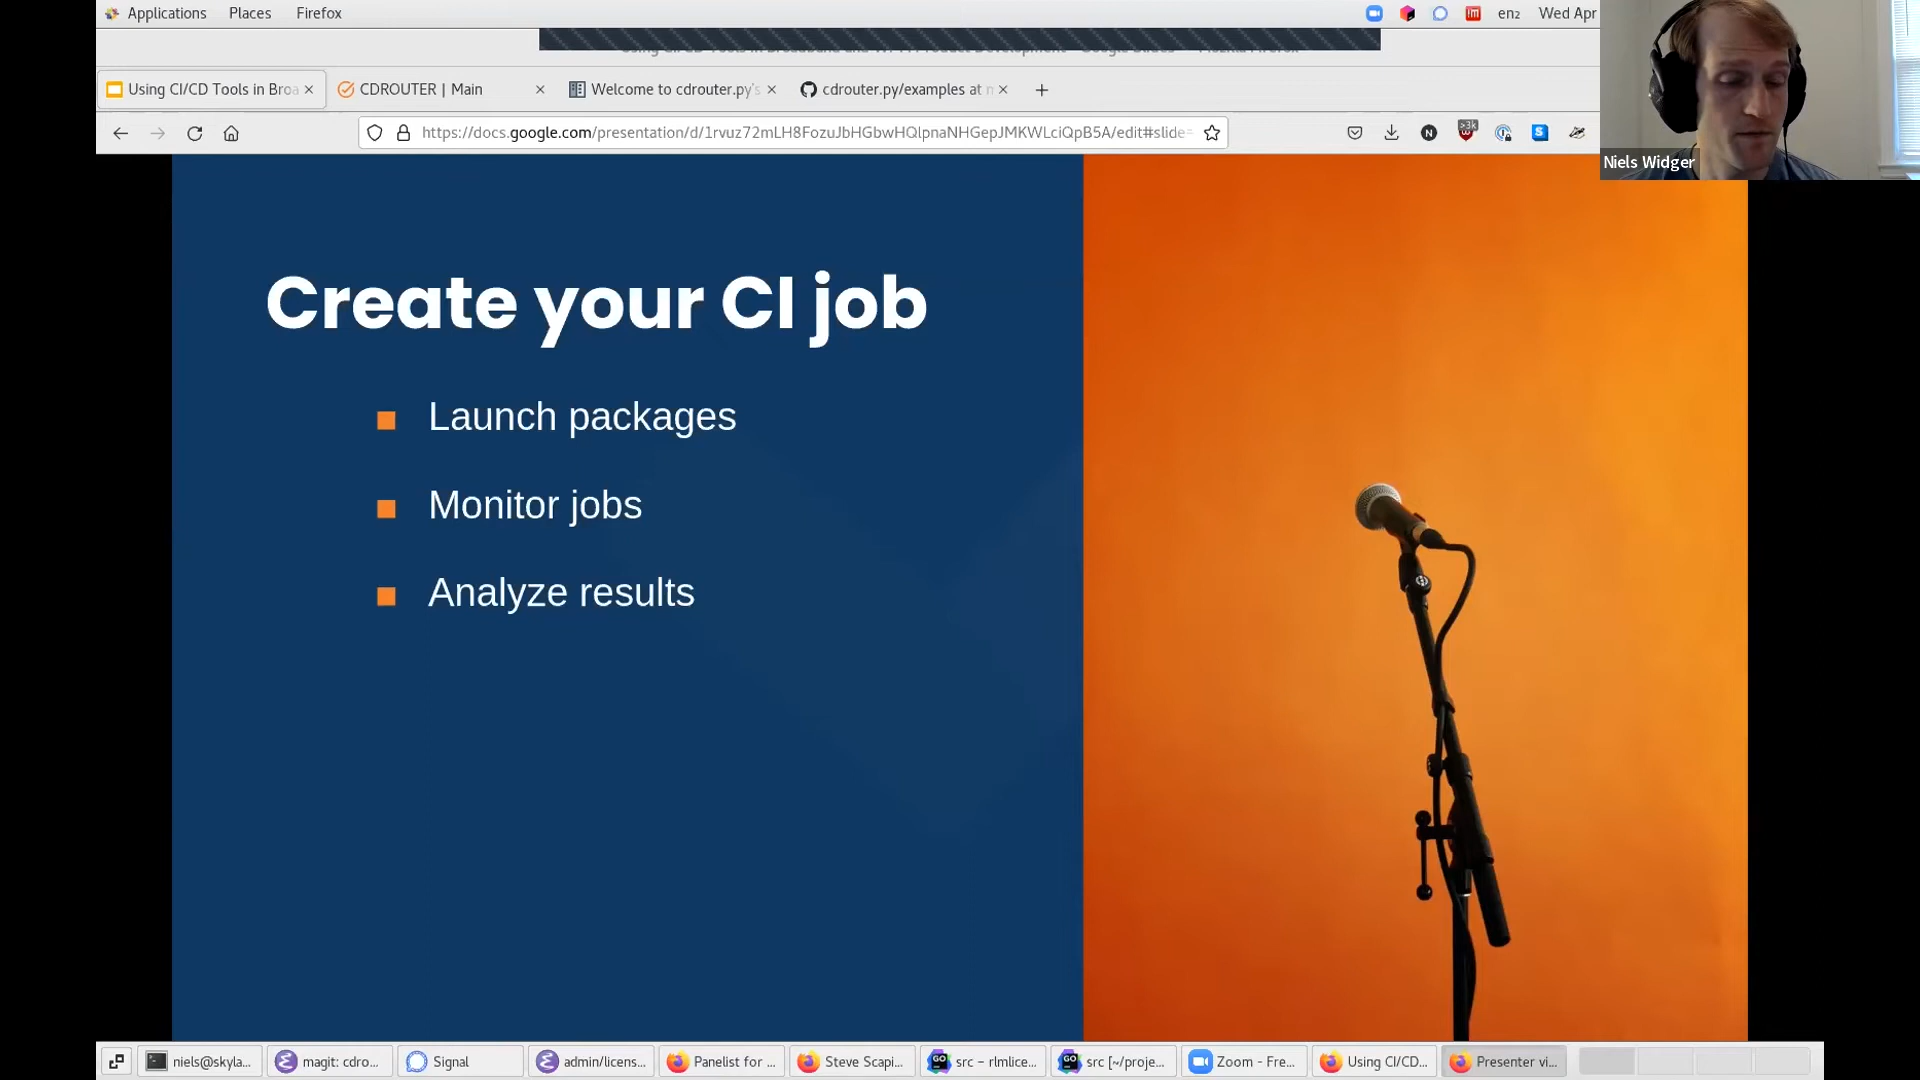 Applications Places Firefox en₂ Wed Apr
Using CI/CD Tools in Broa CDROUTER | Main Welcome to cdrouter.py's cdrouter.py/examples at
https://docs.google.com/presentation/d/1rvuz72mLH8FozuJbHGbwHQlpnaNHGepJMKWLciQpB5A/edit#slide= >3k
Niels Widger
Create your CI job
Launch packages
Monitor jobs
Analyze results
niels@skyla... magit: cdro... Signal admin/licens... Panelist for ... Steve Scapi... src – rlmlice... src [~/proje... Zoom - Fre... Using CI/CD... Presenter vi...